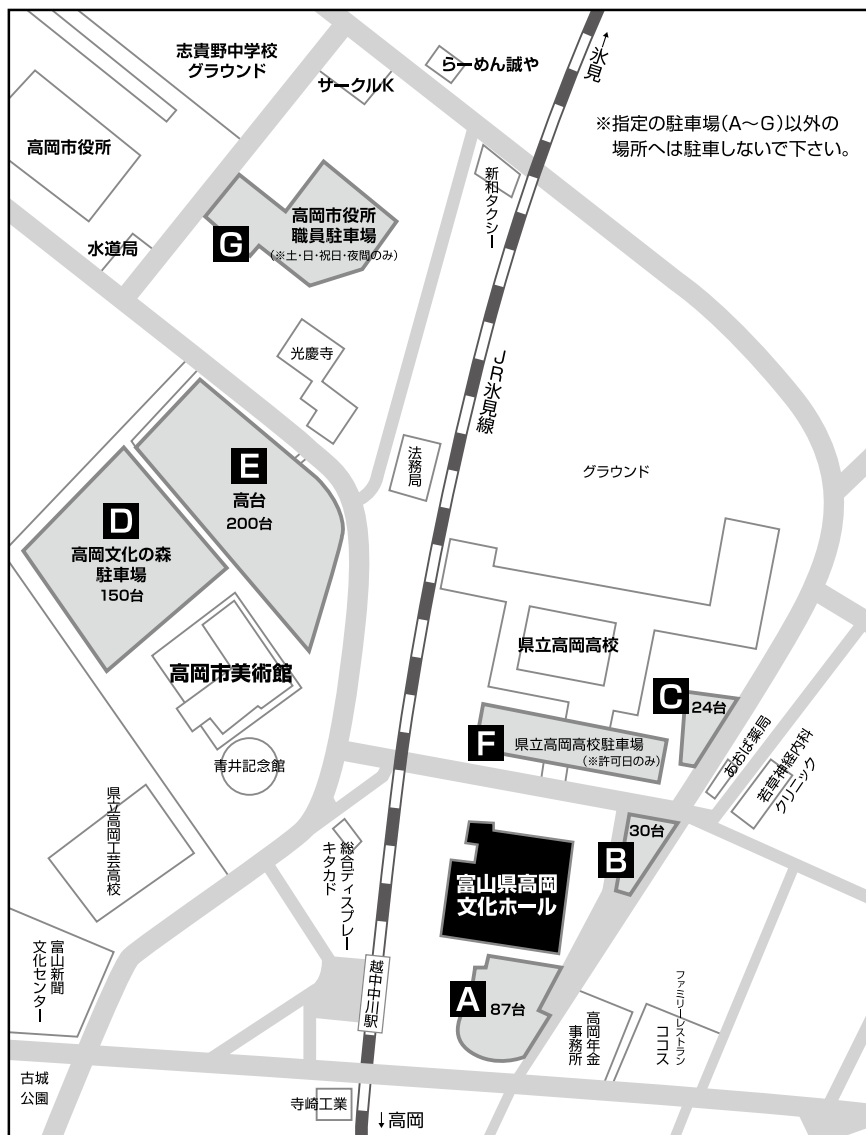 志貴野中学校
グラウンド
サークルK
らーめん誠や
↑氷見
※指定の駐車場(A〜G)以外の
場所へは駐車しないで下さい。
高岡市役所
新和タクシー
水道局
G
高岡市役所
職員駐車場
(※土・日・祝日・夜間のみ)
光慶寺
JR氷見線
法務局
グラウンド
E
高台
200台
D
高岡文化の森
駐車場
150台
高岡市美術館
県立高岡高校
C
24台
F
県立高岡高校駐車場
(※許可日のみ)
あおば薬局
若草神経内科
クリニック
青井記念館
県立高岡工芸高校
総合ディスプレー
キタカド
30台
B
富山県高岡
文化ホール
富山新聞
文化センター
越中中川駅
A
87台
高岡年金
事務所
ファミリーレストラン
ココス
古城
公園
寺崎工業
↓高岡